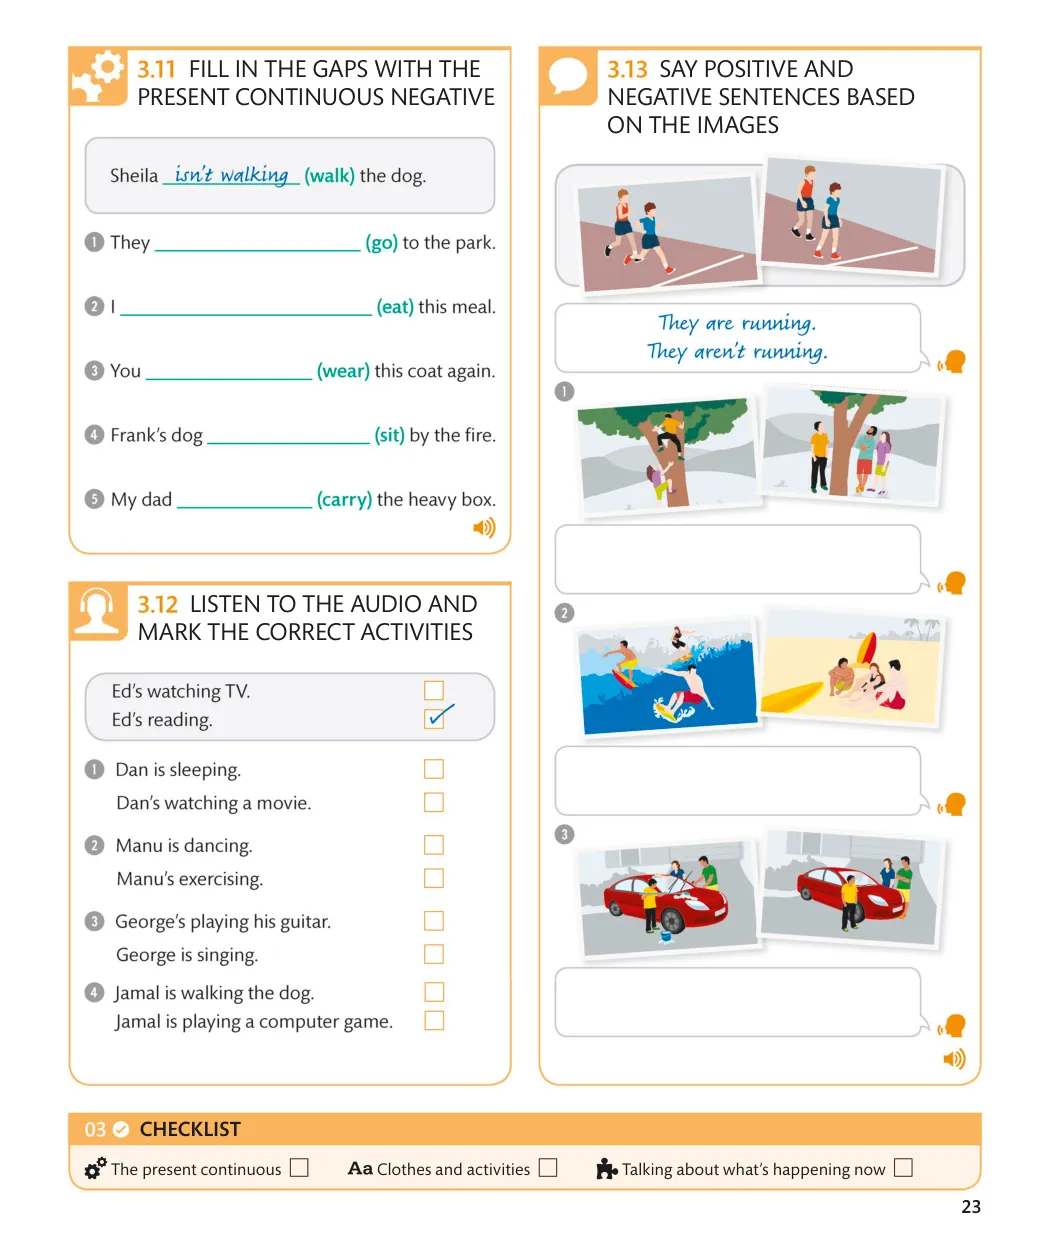 3.11 FILL IN THE GAPS WITH THE
PRESENT CONTINUOUS NEGATIVE
Sheila isn't walking (walk) the dog.
1 They ____________ (go) to the park.
2 I ____________ (eat) this meal.
3 You ____________ (wear) this coat again.
4 Frank's dog ____________ (sit) by the fire.
5 My dad ____________ (carry) the heavy box.
3.12 LISTEN TO THE AUDIO AND
MARK THE CORRECT ACTIVITIES
Ed's watching TV.
Ed's reading.
1 Dan is sleeping.
Dan's watching a movie.
2 Manu is dancing.
Manu's exercising.
3 George's playing his guitar.
George is singing.
4 Jamal is walking the dog.
Jamal is playing a computer game.
3.13 SAY POSITIVE AND
NEGATIVE SENTENCES BASED
ON THE IMAGES
They are running.
They aren't running.
1
2
3
03 CHECKLIST
The present continuous Aa Clothes and activities Talking about what's happening now
23